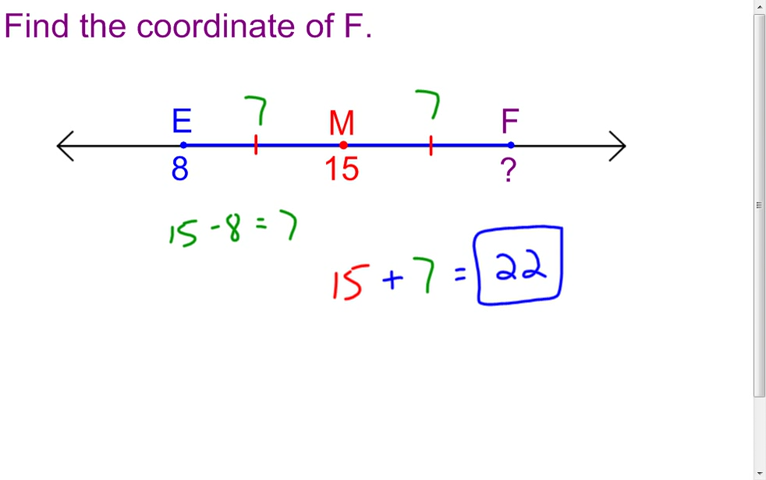 Find the coordinate of F.
7 7
E M F
8 15 ?
15 - 8 = 7
15 + 7 = 22